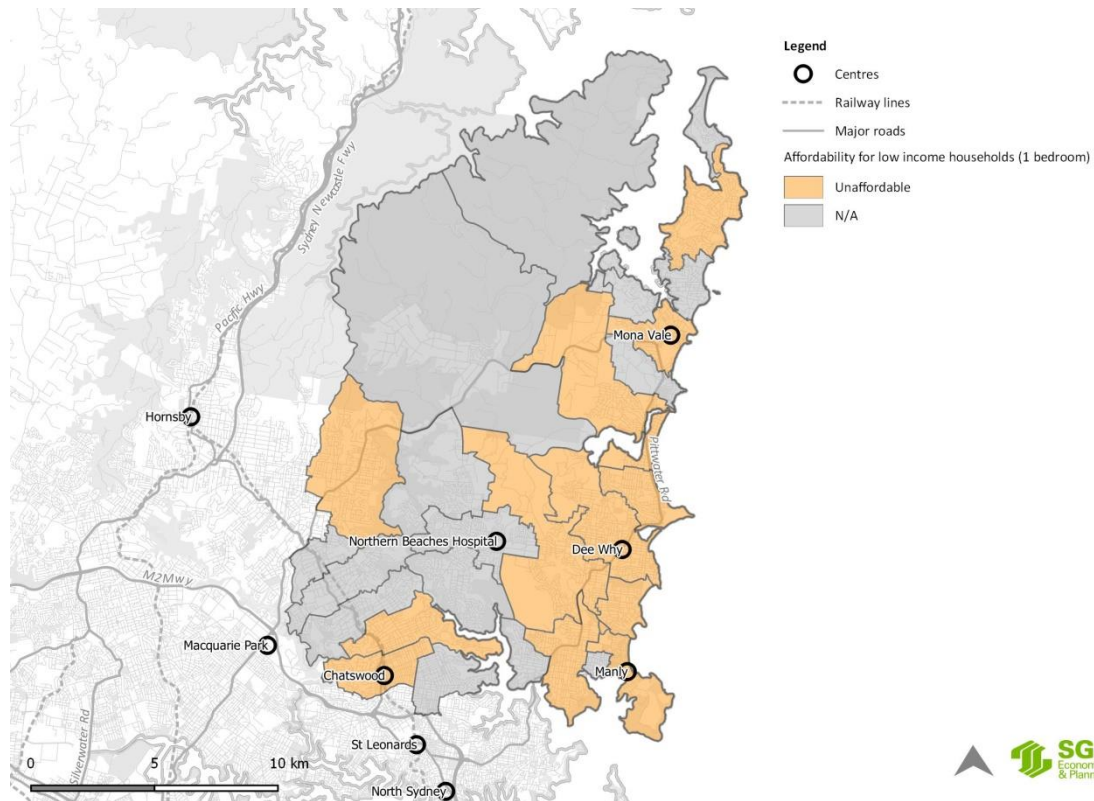 Legend
Centres
Railway lines
Major roads
Affordability for low income households (1 bedroom)
Unaffordable
N/A
Sydney Newcastle Fwy
Pacific Hwy
Mona Vale
Hornsby
Pittwater Rd
Northern Beaches Hospital
Dee Why
M2Mwy
Macquarie Park
Chatswood
Manly
St Leonards
Silverwater Rd
North Sydney
0 5 10 km
SG
Econom
& Plann